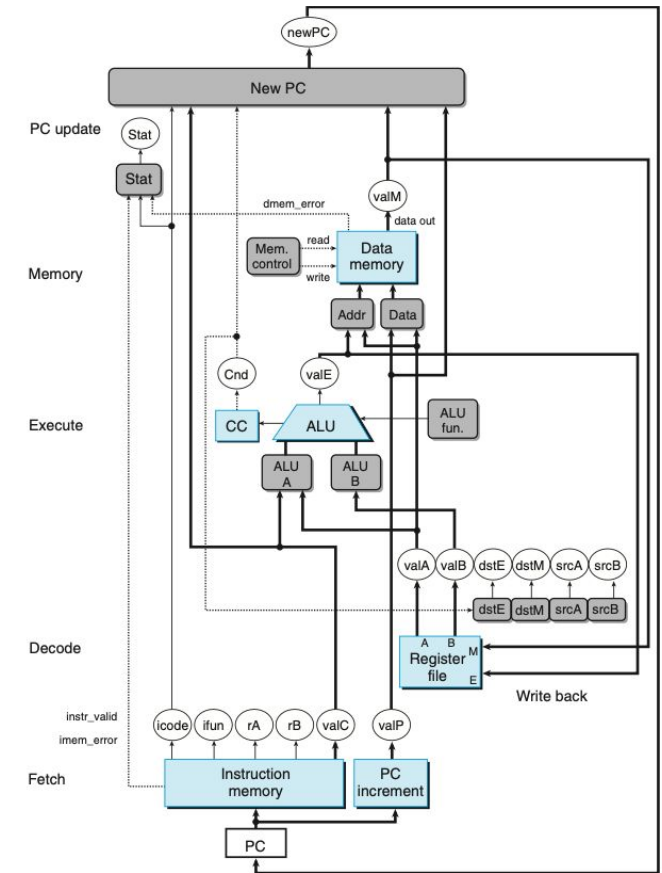 newPC
New PC
PC update
Stat
Stat
valM
dmem_error
data out
read
Mem.
control
write
Data
memory
Memory
Addr
Data
Cnd
valE
Execute
CC
ALU
ALU
fun.
ALU
A
ALU
B
valA
valB
dstE
dstM
srcA
srcB
dstE
dstM
srcA
srcB
Decode
A
B
M
Register
file
E
Write back
instr_valid
imem_error
icode
ifun
rA
rB
valC
valP
Fetch
Instruction
memory
PC
increment
PC